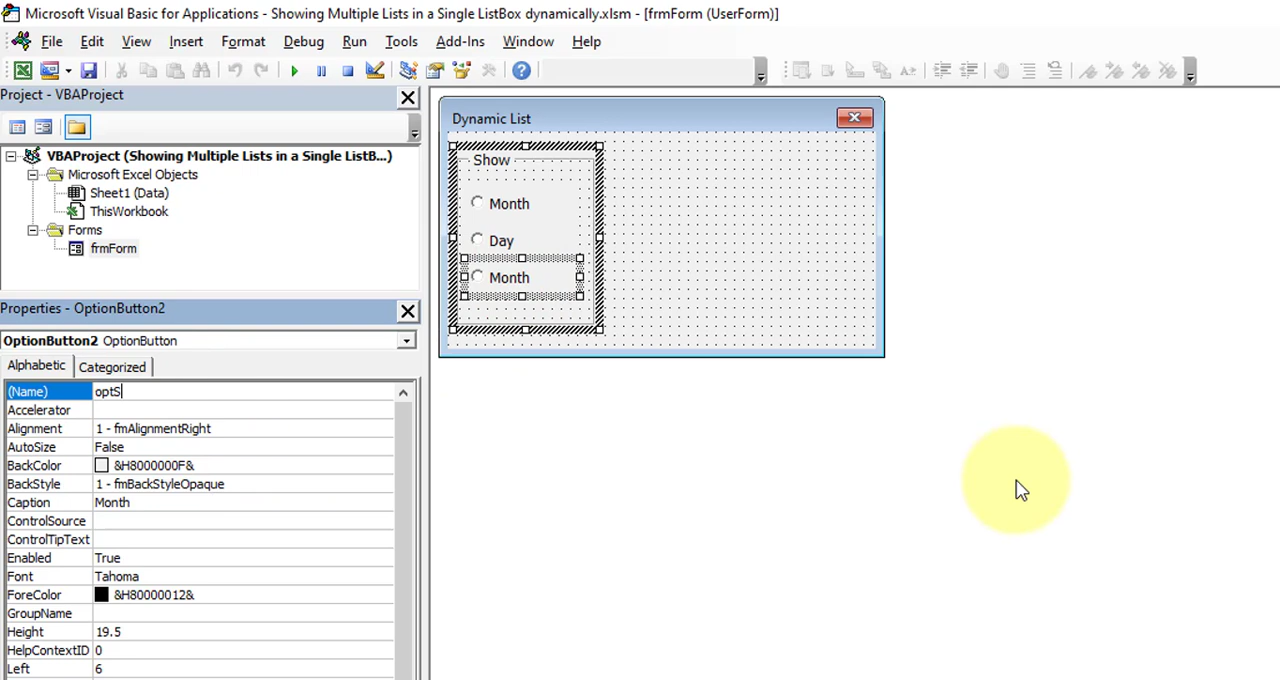 Microsoft Visual Basic for Applications - Showing Multiple Lists in a Single ListBox dynamically.xlsm - [frmForm (UserForm)]
File Edit View Insert Format Debug Run Tools Add-Ins Window Help
Project - VBAProject
VBAProject (Showing Multiple Lists in a Single ListB...)
Microsoft Excel Objects
Sheet1 (Data)
ThisWorkbook
Forms
frmForm
Properties - OptionButton2
OptionButton2 OptionButton
Alphabetic Categorized
(Name) optS
Accelerator
Alignment 1 - fmAlignmentRight
AutoSize False
BackColor &H8000000F&
BackStyle 1 - fmBackStyleOpaque
Caption Month
ControlSource
ControlTipText
Enabled True
Font Tahoma
ForeColor &H80000012&
GroupName
Height 19.5
HelpContextID 0
Left 6
Dynamic List
Show
Month
Day
Month